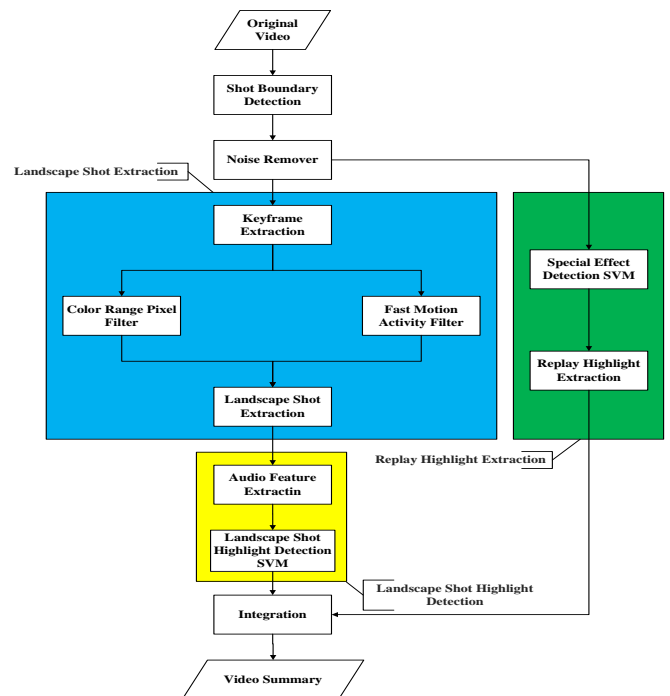 Original
Video
Shot Boundary
Detection
Noise Remover
Landscape Shot Extraction
Keyframe
Extraction
Special Effect
Detection SVM
Color Range Pixel
Filter
Fast Motion
Activity Filter
Replay Highlight
Extraction
Landscape Shot
Extraction
Replay Highlight Extraction
Audio Feature
Extractin
Landscape Shot
Highlight Detection
SVM
Landscape Shot Highlight
Detection
Integration
Video Summary